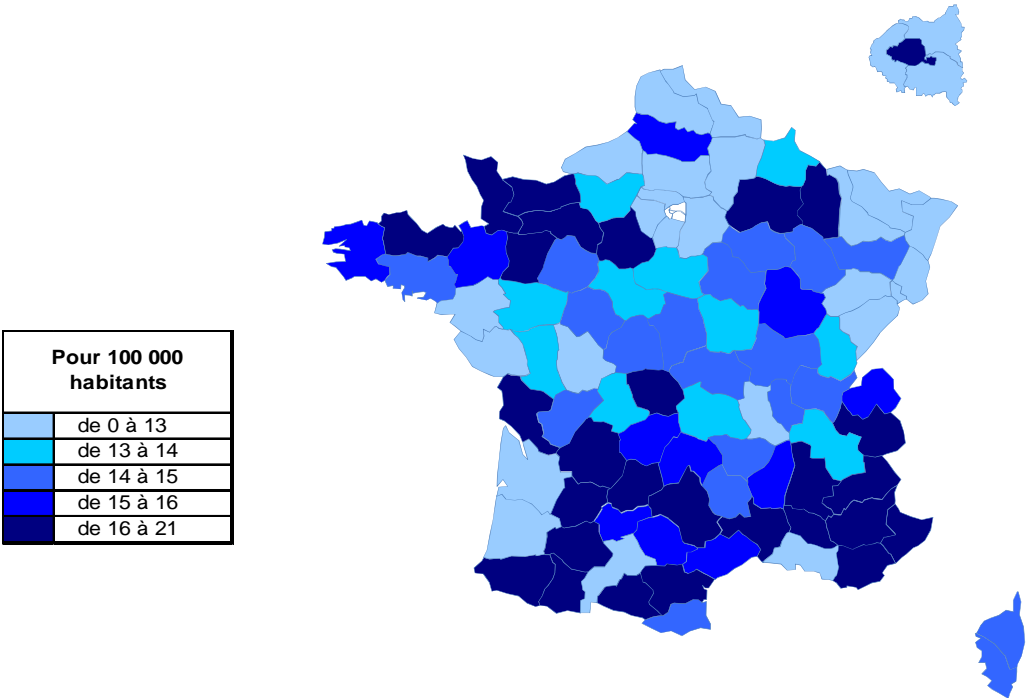 Pour 100 000
habitants
de 0 à 13
de 13 à 14
de 14 à 15
de 15 à 16
de 16 à 21